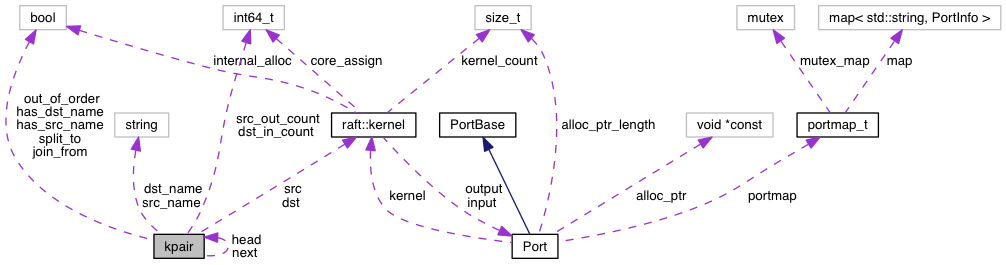 bool
int64_t
size_t
mutex
map< std::string, PortInfo >
internal_alloc
core_assign
kernel_count
mutex_map
map
out_of_order
has_dst_name
has_src_name
split_to
join_from
string
src_out_count
dst_in_count
raft::kernel
PortBase
alloc_ptr_length
void *const
portmap_t
dst_name
src_name
src
dst
kernel
output
input
alloc_ptr
portmap
kpair
head
next
Port